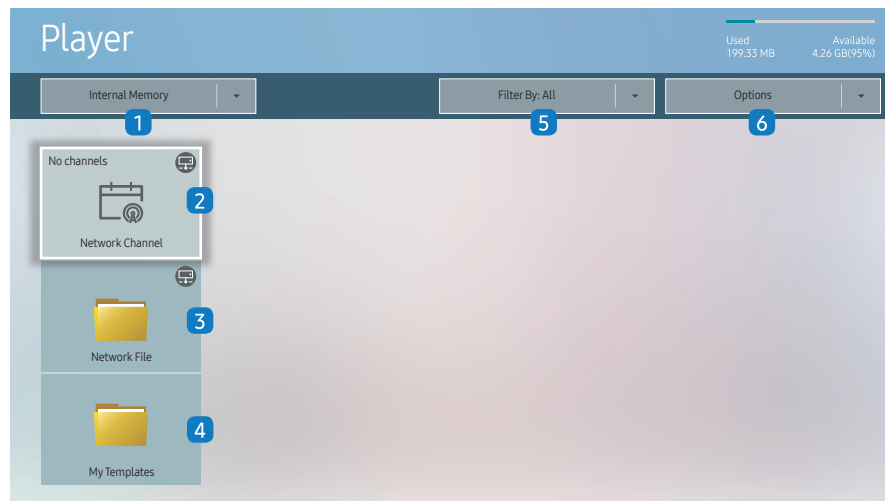 Player
Used
199.33 MB
Available
4.26 GB(95%)
Internal Memory
Filter By: All
Options
1
5
6
No channels
2
Network Channel
3
Network File
4
My Templates